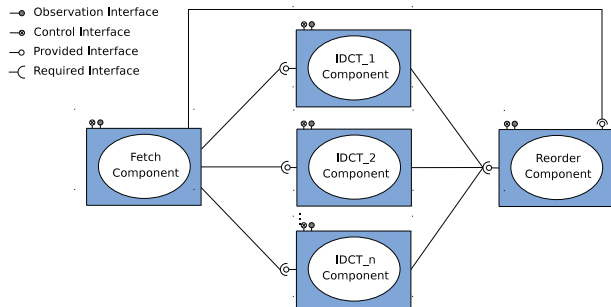 Observation Interface
Control Interface
Provided Interface
Required Interface
IDCT_1
Component
Fetch
Component
IDCT_2
Component
Reorder
Component
IDCT_n
Component